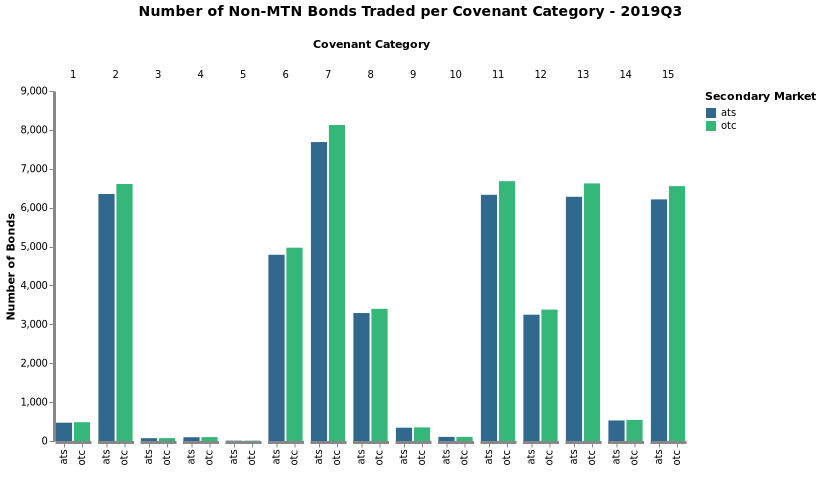 Number of Non-MTN Bonds Traded per Covenant Category - 2019Q3
Covenant Category
1 2 3 4 5 6 7 8 9 10 11 12 13 14 15
Secondary Market
ats
otc
Number of Bonds
9,000
8,000
7,000
6,000
5,000
4,000
3,000
2,000
1,000
0
ats otc ats otc ats otc ats otc ats otc ats otc ats otc ats otc ats otc ats otc ats otc ats otc ats otc ats otc ats otc